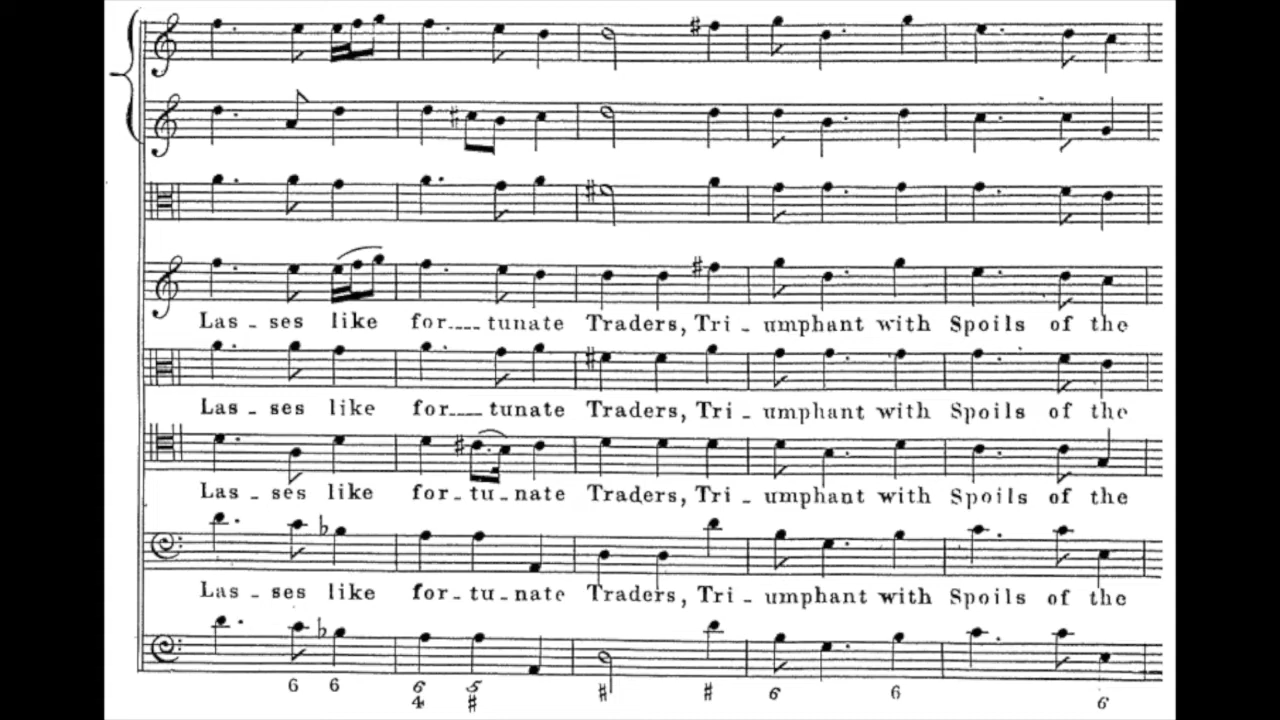 Las - ses like for---- tunate Traders, Tri - umphant with Spoils of the
Las - ses like for---- tunate Traders, Tri - umphant with Spoils of the
Las - ses like for - tu - nate Traders, Tri - umphant with Spoils of the
Las - ses like for - tu - nate Traders, Tri - umphant with Spoils of the
6 6 6 5 # # 6 6 6
4 #